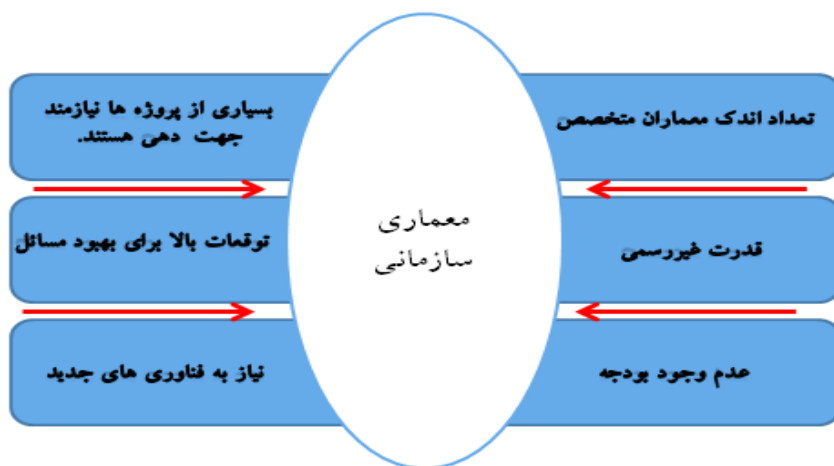 تعداد اندک معماران متخصص
قدرت غیررسمی
عدم وجود بودجه
معماری
سازمانی
بسیاری از پروژه ها نیازمند
جهت دهی هستند.
توقعات بالا برای بهبود مسائل
نیاز به فناوری های جدید